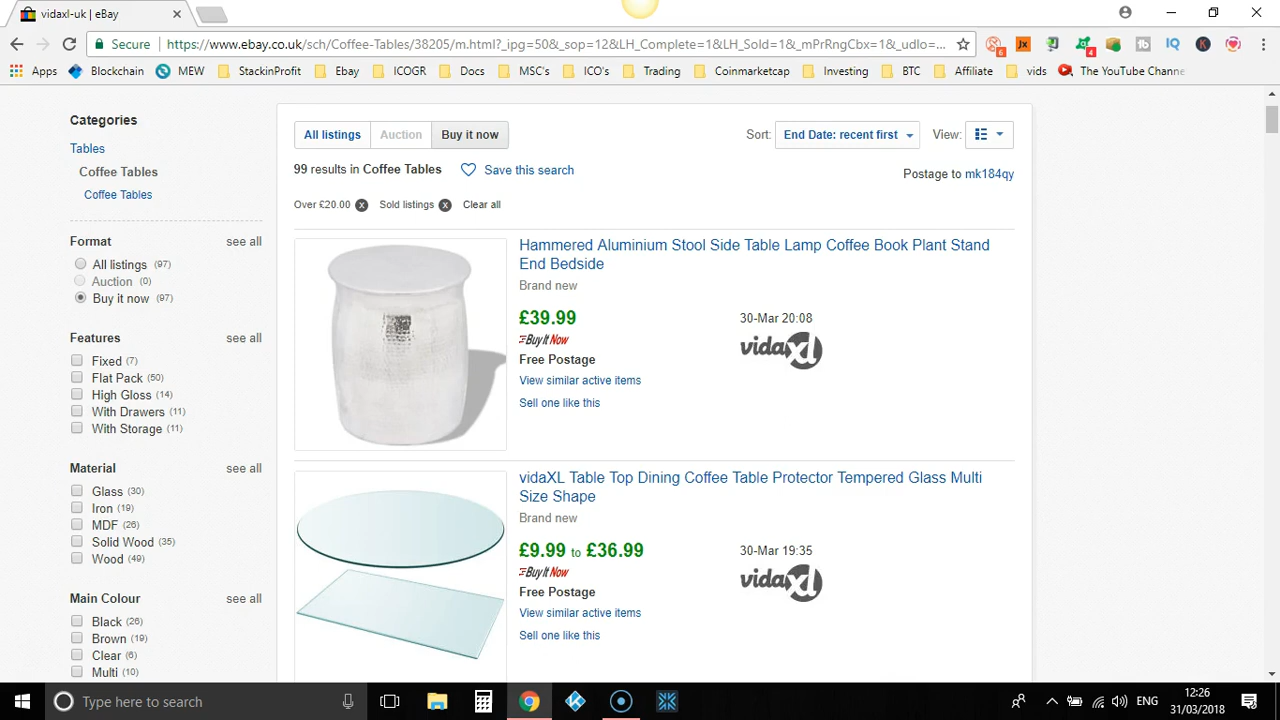 vidaxl-uk | eBay
Secure
https://www.ebay.co.uk/sch/Coffee-Tables/38205/m.html?_ipg=50&_sop=12&LH_Complete=1&LH_Sold=1&_mPrRngCbx=1&_udlo=...
Apps
Blockchain
MEW
StackinProfit
Ebay
ICOGR
Docs
MSC's
ICO's
Trading
Coinmarketcap
Investing
BTC
Affiliate
vids
The YouTube Channe
Categories
Tables
Coffee Tables
Coffee Tables
Format see all
All listings (97)
Auction (0)
Buy it now (97)
Features see all
Fixed (7)
Flat Pack (50)
High Gloss (14)
With Drawers (11)
With Storage (11)
Material see all
Glass (30)
Iron (19)
MDF (26)
Solid Wood (35)
Wood (49)
Main Colour see all
Black (26)
Brown (19)
Clear (6)
Multi (10)
All listings Auction Buy it now
Sort: End Date: recent first View:
99 results in Coffee Tables Save this search
Postage to mk184qy
Over £20.00 Sold listings Clear all
Hammered Aluminium Stool Side Table Lamp Coffee Book Plant Stand
End Bedside
Brand new
£39.99 30-Mar 20:08
Buy It Now vidaXL
Free Postage
View similar active items
Sell one like this
vidaXL Table Top Dining Coffee Table Protector Tempered Glass Multi
Size Shape
Brand new
£9.99 to £36.99 30-Mar 19:35
Buy It Now vidaXL
Free Postage
View similar active items
Sell one like this
Type here to search
ENG
12:26
31/03/2018